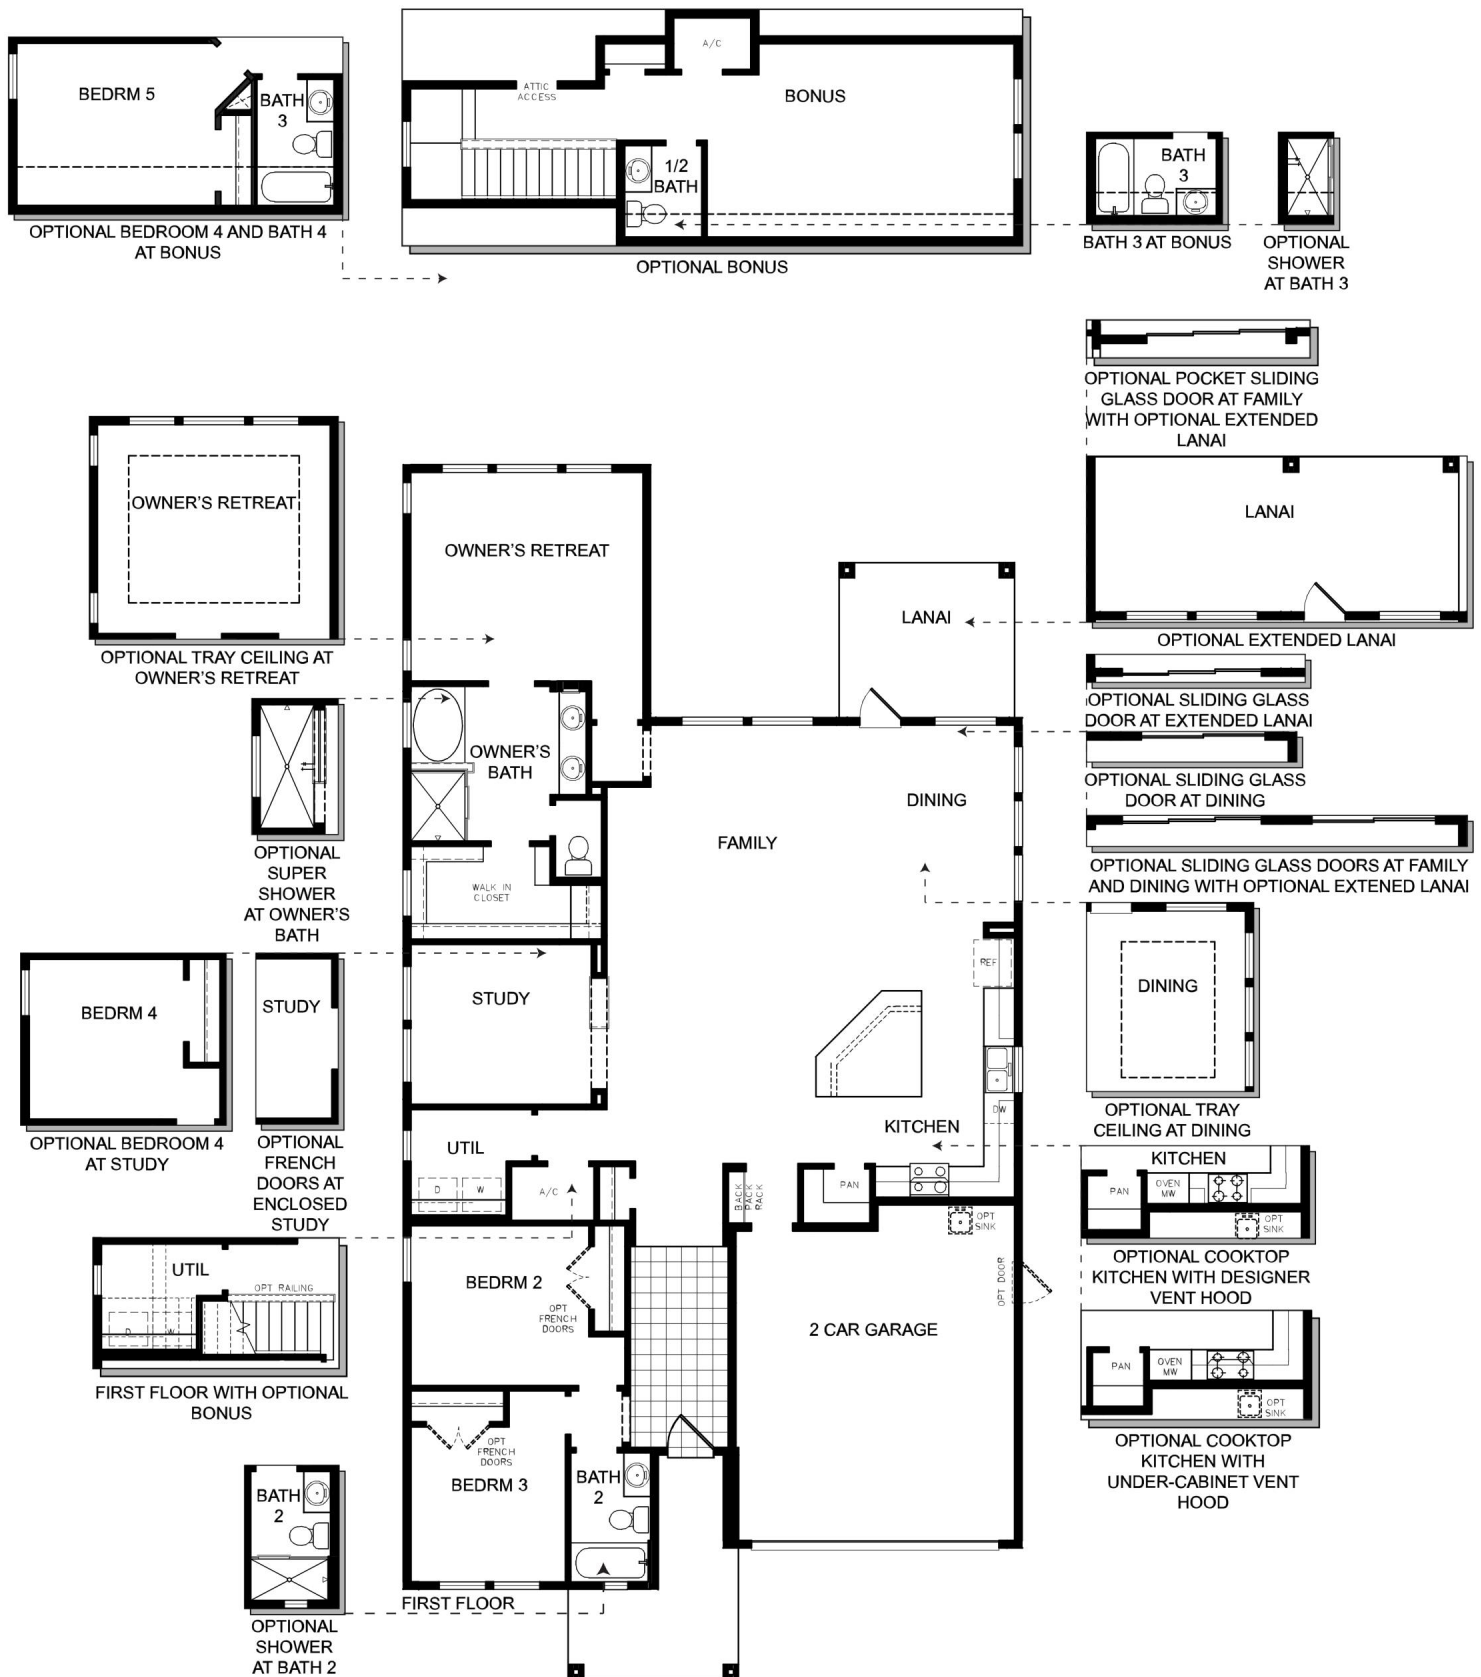 BEDRM 5
BATH
3
OPTIONAL BEDROOM 4 AND BATH 4
AT BONUS
A/C
ATTIC
ACCESS
BONUS
1/2
BATH
OPTIONAL BONUS
BATH
3
BATH 3 AT BONUS
OPTIONAL
SHOWER
AT BATH 3
OPTIONAL POCKET SLIDING
GLASS DOOR AT FAMILY
WITH OPTIONAL EXTENDED
LANAI
OWNER'S RETREAT
OPTIONAL TRAY CEILING AT
OWNER'S RETREAT
OWNER'S RETREAT
LANAI
LANAI
OPTIONAL EXTENDED LANAI
OPTIONAL SLIDING GLASS
DOOR AT EXTENDED LANAI
OPTIONAL SLIDING GLASS
DOOR AT DINING
OPTIONAL SLIDING GLASS DOORS AT FAMILY
AND DINING WITH OPTIONAL EXTENED LANAI
OPTIONAL
SUPER
SHOWER
AT OWNER'S
BATH
OWNER'S
BATH
WALK IN
CLOSET
FAMILY
DINING
DINING
OPTIONAL TRAY
CEILING AT DINING
BEDRM 4
OPTIONAL BEDROOM 4
AT STUDY
STUDY
OPTIONAL
FRENCH
DOORS AT
ENCLOSED
STUDY
STUDY
REF
DW
KITCHEN
UTIL
D
W
A/C
BACK
PACK
RACK
PAN
OPT
SINK
KITCHEN
PAN
OVEN
MW
OPT
SINK
OPTIONAL COOKTOP
KITCHEN WITH DESIGNER
VENT HOOD
UTIL
OPT RAILING
D
W
FIRST FLOOR WITH OPTIONAL
BONUS
BEDRM 2
OPT
FRENCH
DOORS
2 CAR GARAGE
OPT DOOR
PAN
OVEN
MW
OPT
SINK
OPTIONAL COOKTOP
KITCHEN WITH
UNDER-CABINET VENT
HOOD
OPT
FRENCH
DOORS
BEDRM 3
BATH
2
FIRST FLOOR
BATH
2
OPTIONAL
SHOWER
AT BATH 2